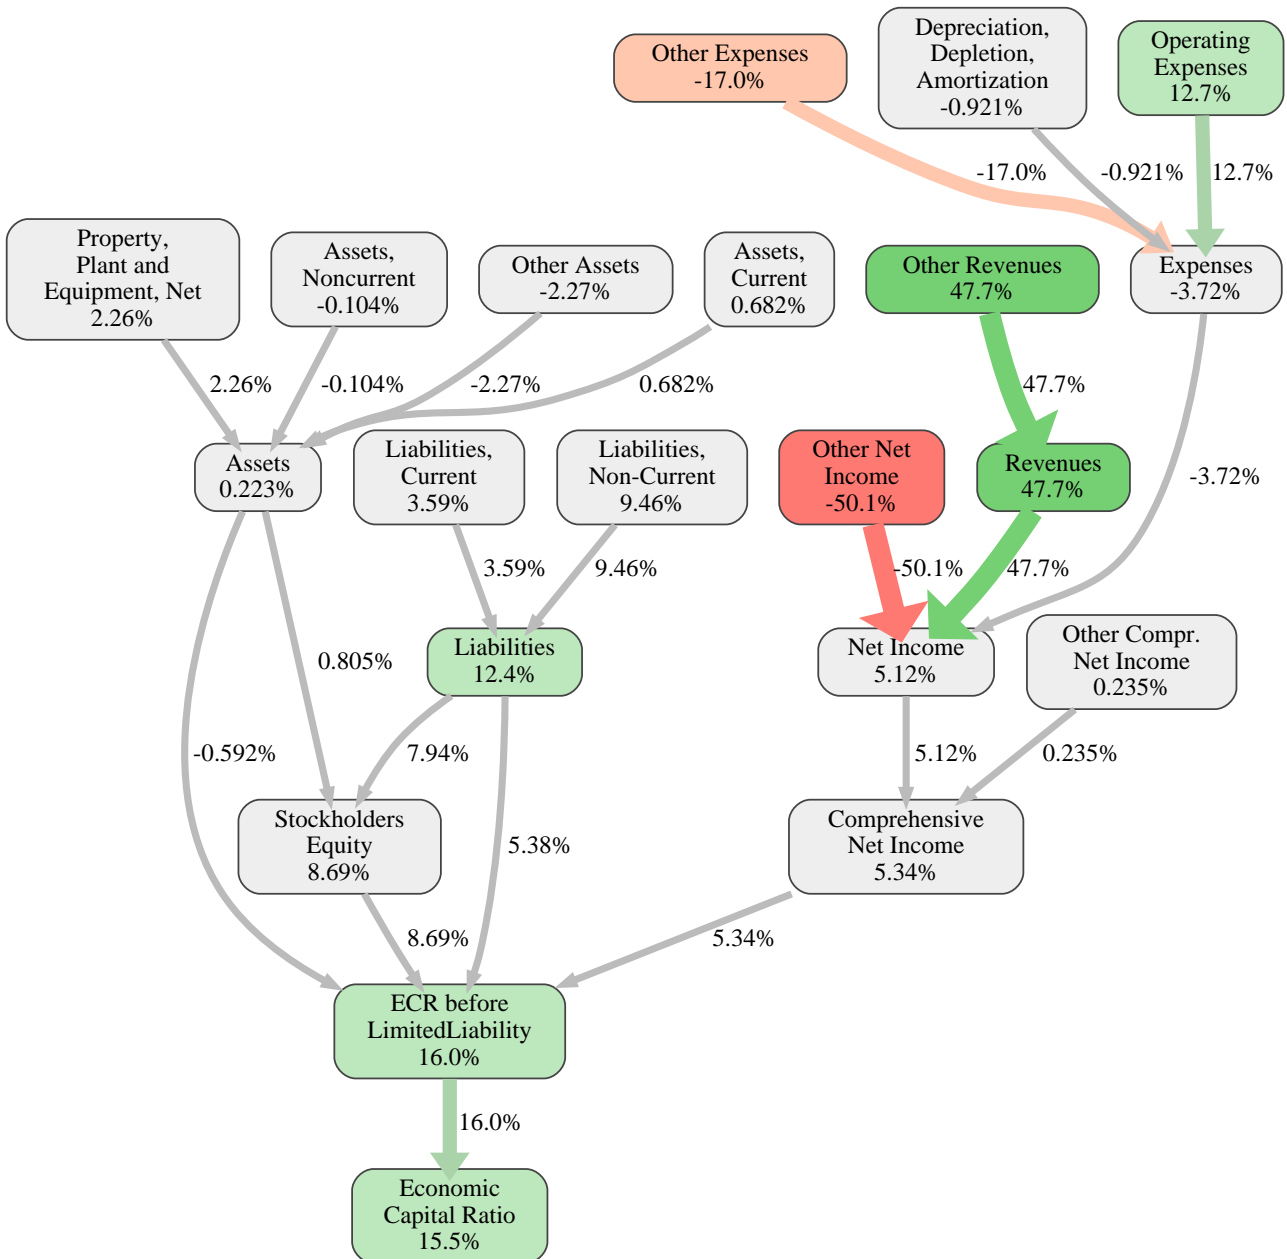 Other Expenses
-17.0%
Depreciation,
Depletion,
Amortization
-0.921%
Operating
Expenses
12.7%
-17.0%
-0.921%
12.7%
Property,
Plant and
Equipment, Net
2.26%
Assets,
Noncurrent
-0.104%
Other Assets
-2.27%
Assets,
Current
0.682%
Other Revenues
47.7%
Expenses
-3.72%
2.26%
-0.104%
-2.27%
0.682%
47.7%
Assets
0.223%
Liabilities,
Current
3.59%
Liabilities,
Non-Current
9.46%
Other Net
Income
-50.1%
Revenues
47.7%
-3.72%
3.59%
9.46%
-50.1%
47.7%
0.805%
Liabilities
12.4%
Net Income
5.12%
Other Compr.
Net Income
0.235%
-0.592%
7.94%
5.12%
0.235%
Stockholders
Equity
8.69%
5.38%
Comprehensive
Net Income
5.34%
8.69%
5.34%
ECR before
LimitedLiability
16.0%
16.0%
Economic
Capital Ratio
15.5%